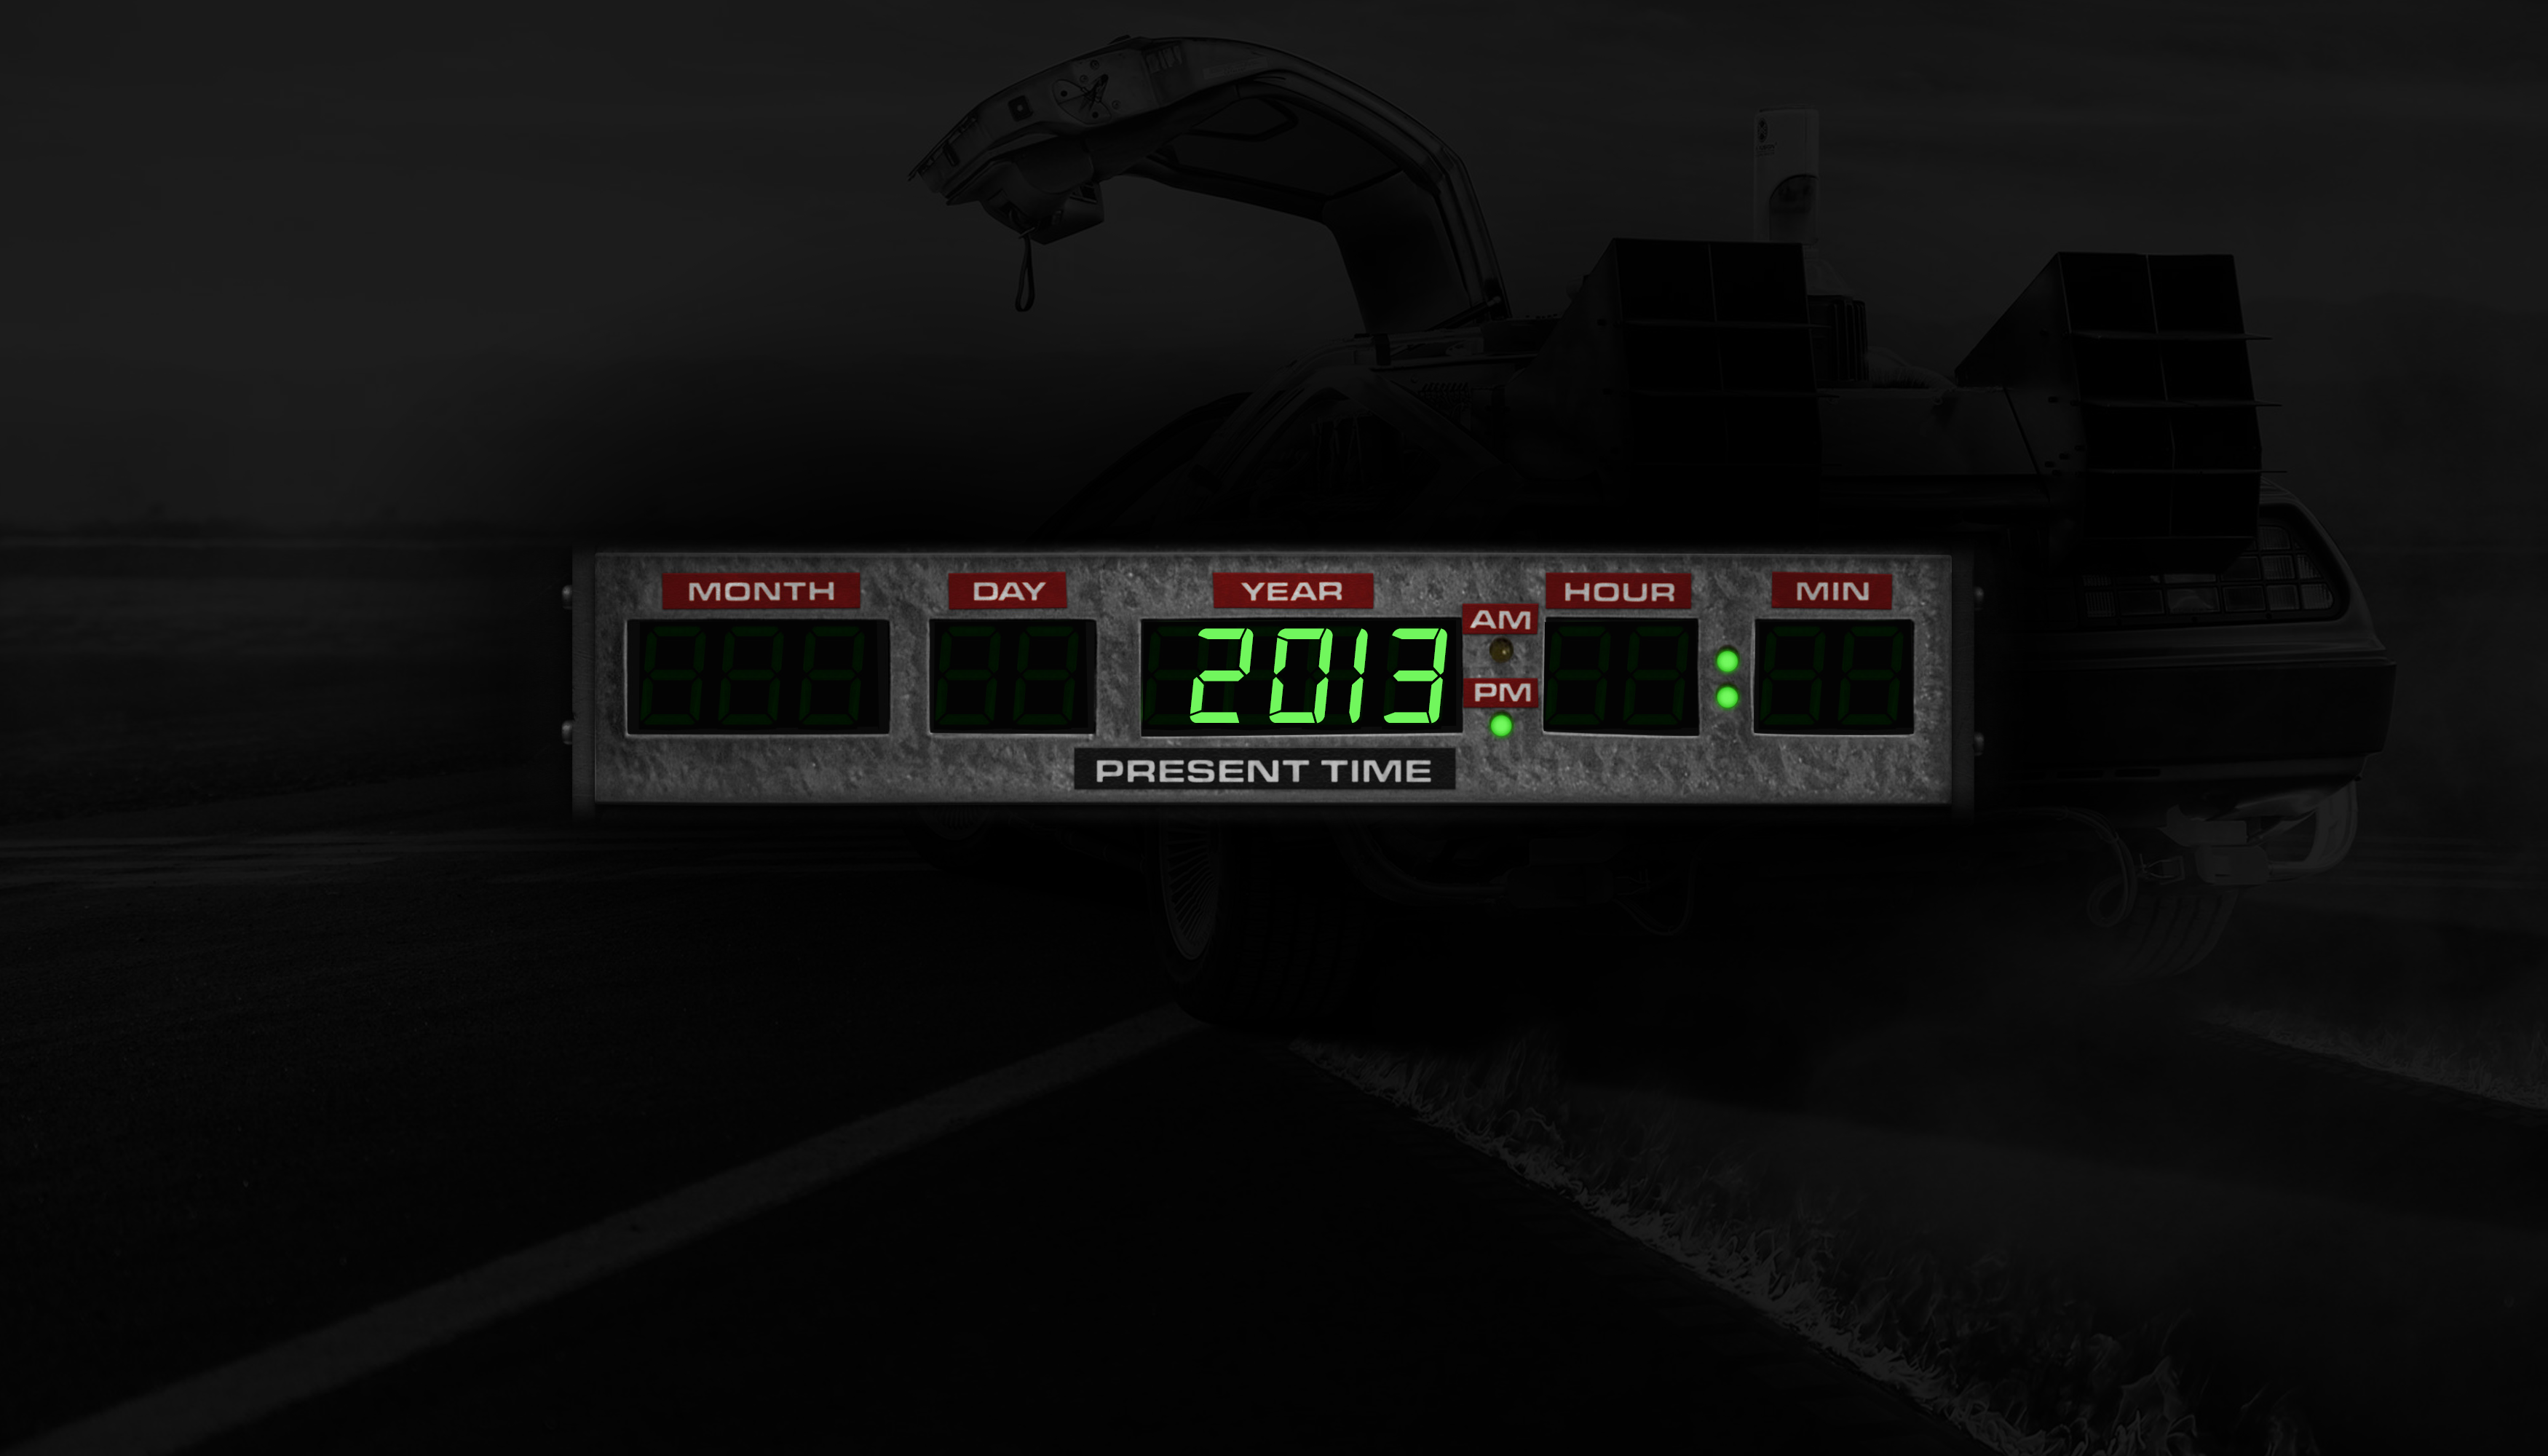 MONTH DAY YEAR HOUR MIN
AM
2013
PM
PRESENT TIME